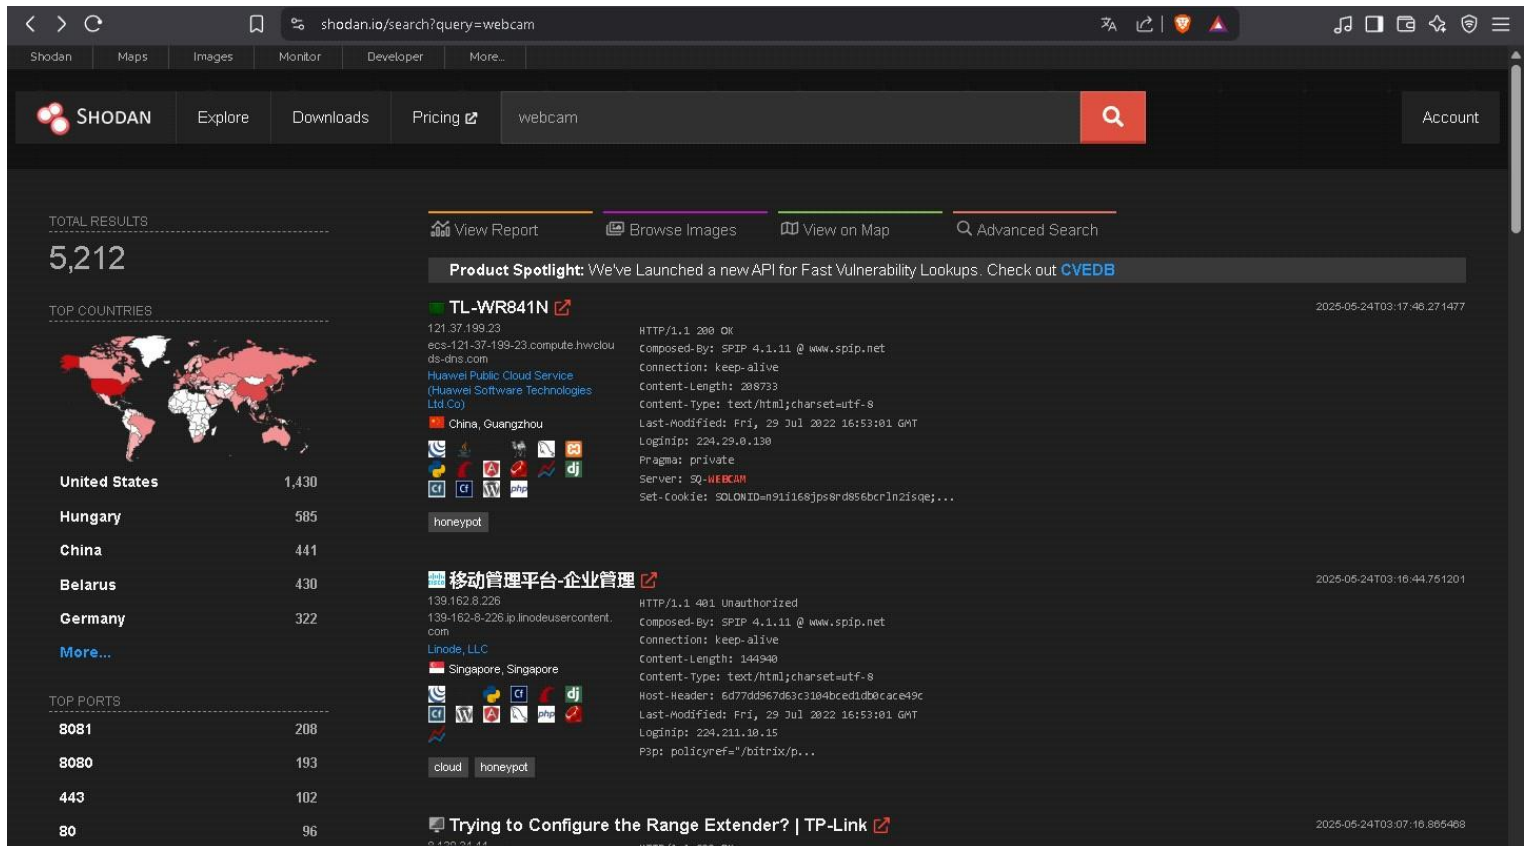 shodan.io/search?query=webcam
Shodan Maps Images Monitor Developer More...
SHODAN Explore Downloads Pricing webcam Account
TOTAL RESULTS
5,212
TOP COUNTRIES
United States 1,430
Hungary 585
China 441
Belarus 430
Germany 322
More...
TOP PORTS
8081 208
8080 193
443 102
80 96
View Report Browse Images View on Map Advanced Search
Product Spotlight: We've Launched a new API for Fast Vulnerability Lookups. Check out CVEDB
TL-WR841N
2025-05-24T03:17:46.271477
121.37.199.23
ecs-121-37-199-23.compute.hwclou
ds-dns.com
Huawei Public Cloud Service
(Huawei Software Technologies
Ltd.Co)
China, Guangzhou
honeypot
HTTP/1.1 200 OK
Composed-By: SPIP 4.1.11 @ www.spip.net
Connection: keep-alive
Content-Length: 208733
Content-Type: text/html;charset=utf-8
Last-Modified: Fri, 29 Jul 2022 16:53:01 GMT
Loginip: 224.29.0.130
Pragma: private
Server: SQ-WEBCAM
Set-Cookie: SOLONID=n91i168jps8rd856bcrln2isqe;...
移动管理平台-企业管理
2025-05-24T03:16:44.751201
139.162.8.226
139-162-8-226.ip.linodeusercontent.
com
Linode, LLC
Singapore, Singapore
cloud honeypot
HTTP/1.1 401 Unauthorized
Composed-By: SPIP 4.1.11 @ www.spip.net
Connection: keep-alive
Content-Length: 144940
Content-Type: text/html;charset=utf-8
Host-Header: 6d77dd967d63c3104bced1db0cace49c
Last-Modified: Fri, 29 Jul 2022 16:53:01 GMT
Loginip: 224.211.10.15
P3p: policyref="/bitrix/p...
Trying to Configure the Range Extender? | TP-Link
2025-05-24T03:07:16.865468